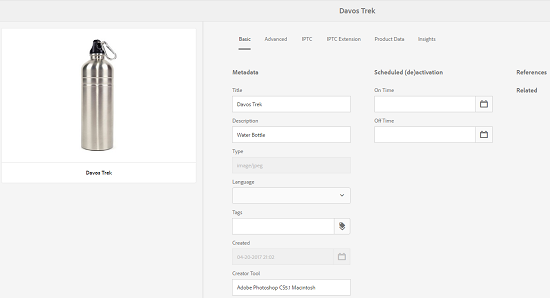 Davos Trek
Basic Advanced IPTC IPTC Extension Product Data Insights
Metadata Scheduled (de)activation References
Title On Time Related
Davos Trek
Description Off Time
Water Bottle
Type
image/jpeg
Davos Trek
Language
Tags
Created
04-20-2017 21:02
Creator Tool
Adobe Photoshop CS5.1 Macintosh